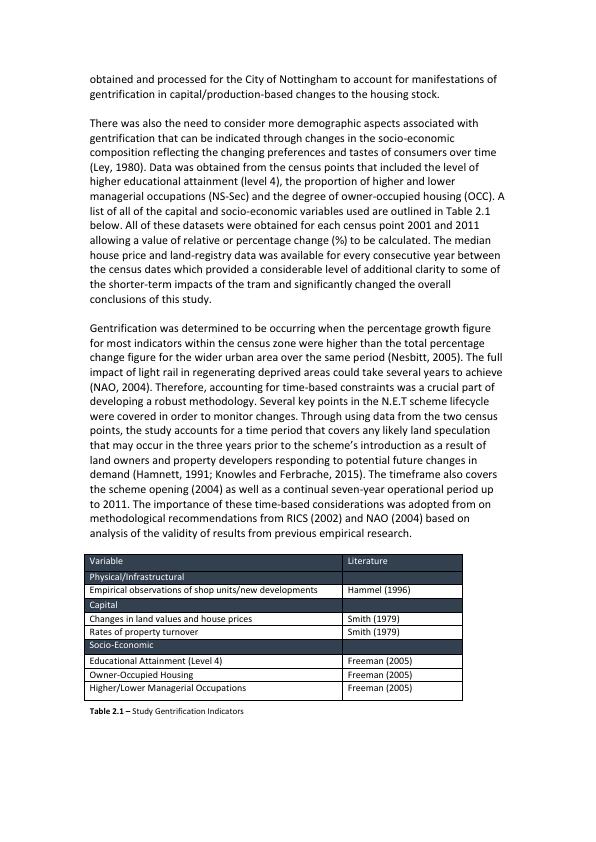 obtained and processed for the City of Nottingham to account for manifestations of
gentrification in capital/production-based changes to the housing stock.
There was also the need to consider more demographic aspects associated with
gentrification that can be indicated through changes in the socio-economic
composition reflecting the changing preferences and tastes of consumers over time
(Ley, 1980). Data was obtained from the census points that included the level of
higher educational attainment (level 4), the proportion of higher and lower
managerial occupations (NS-Sec) and the degree of owner-occupied housing (OCC). A
list of all of the capital and socio-economic variables used are outlined in Table 2.1
below. All of these datasets were obtained for each census point 2001 and 2011
allowing a value of relative or percentage change (%) to be calculated. The median
house price and land-registry data was available for every consecutive year between
the census dates which provided a considerable level of additional clarity to some of
the shorter-term impacts of the tram and significantly changed the overall
conclusions of this study.
Gentrification was determined to be occurring when the percentage growth figure
for most indicators within the census zone were higher than the total percentage
change figure for the wider urban area over the same period (Nesbitt, 2005). The full
impact of light rail in regenerating deprived areas could take several years to achieve
(NAO, 2004). Therefore, accounting for time-based constraints was a crucial part of
developing a robust methodology. Several key points in the N.E.T scheme lifecycle
were covered in order to monitor changes. Through using data from the two census
points, the study accounts for a time period that covers any likely land speculation
that may occur in the three years prior to the scheme's introduction as a result of
land owners and property developers responding to potential future changes in
demand (Hamnett, 1991; Knowles and Ferbrache, 2015). The timeframe also covers
the scheme opening (2004) as well as a continual seven-year operational period up
to 2011. The importance of these time-based considerations was adopted from on
methodological recommendations from RICS (2002) and NAO (2004) based on
analysis of the validity of results from previous empirical research.
Variable Literature
Physical/Infrastructural
Empirical observations of shop units/new developments Hammel (1996)
Capital
Changes in land values and house prices Smith (1979)
Rates of property turnover Smith (1979)
Socio-Economic
Educational Attainment (Level 4) Freeman (2005)
Owner-Occupied Housing Freeman (2005)
Higher/Lower Managerial Occupations Freeman (2005)
Table 2.1 – Study Gentrification Indicators